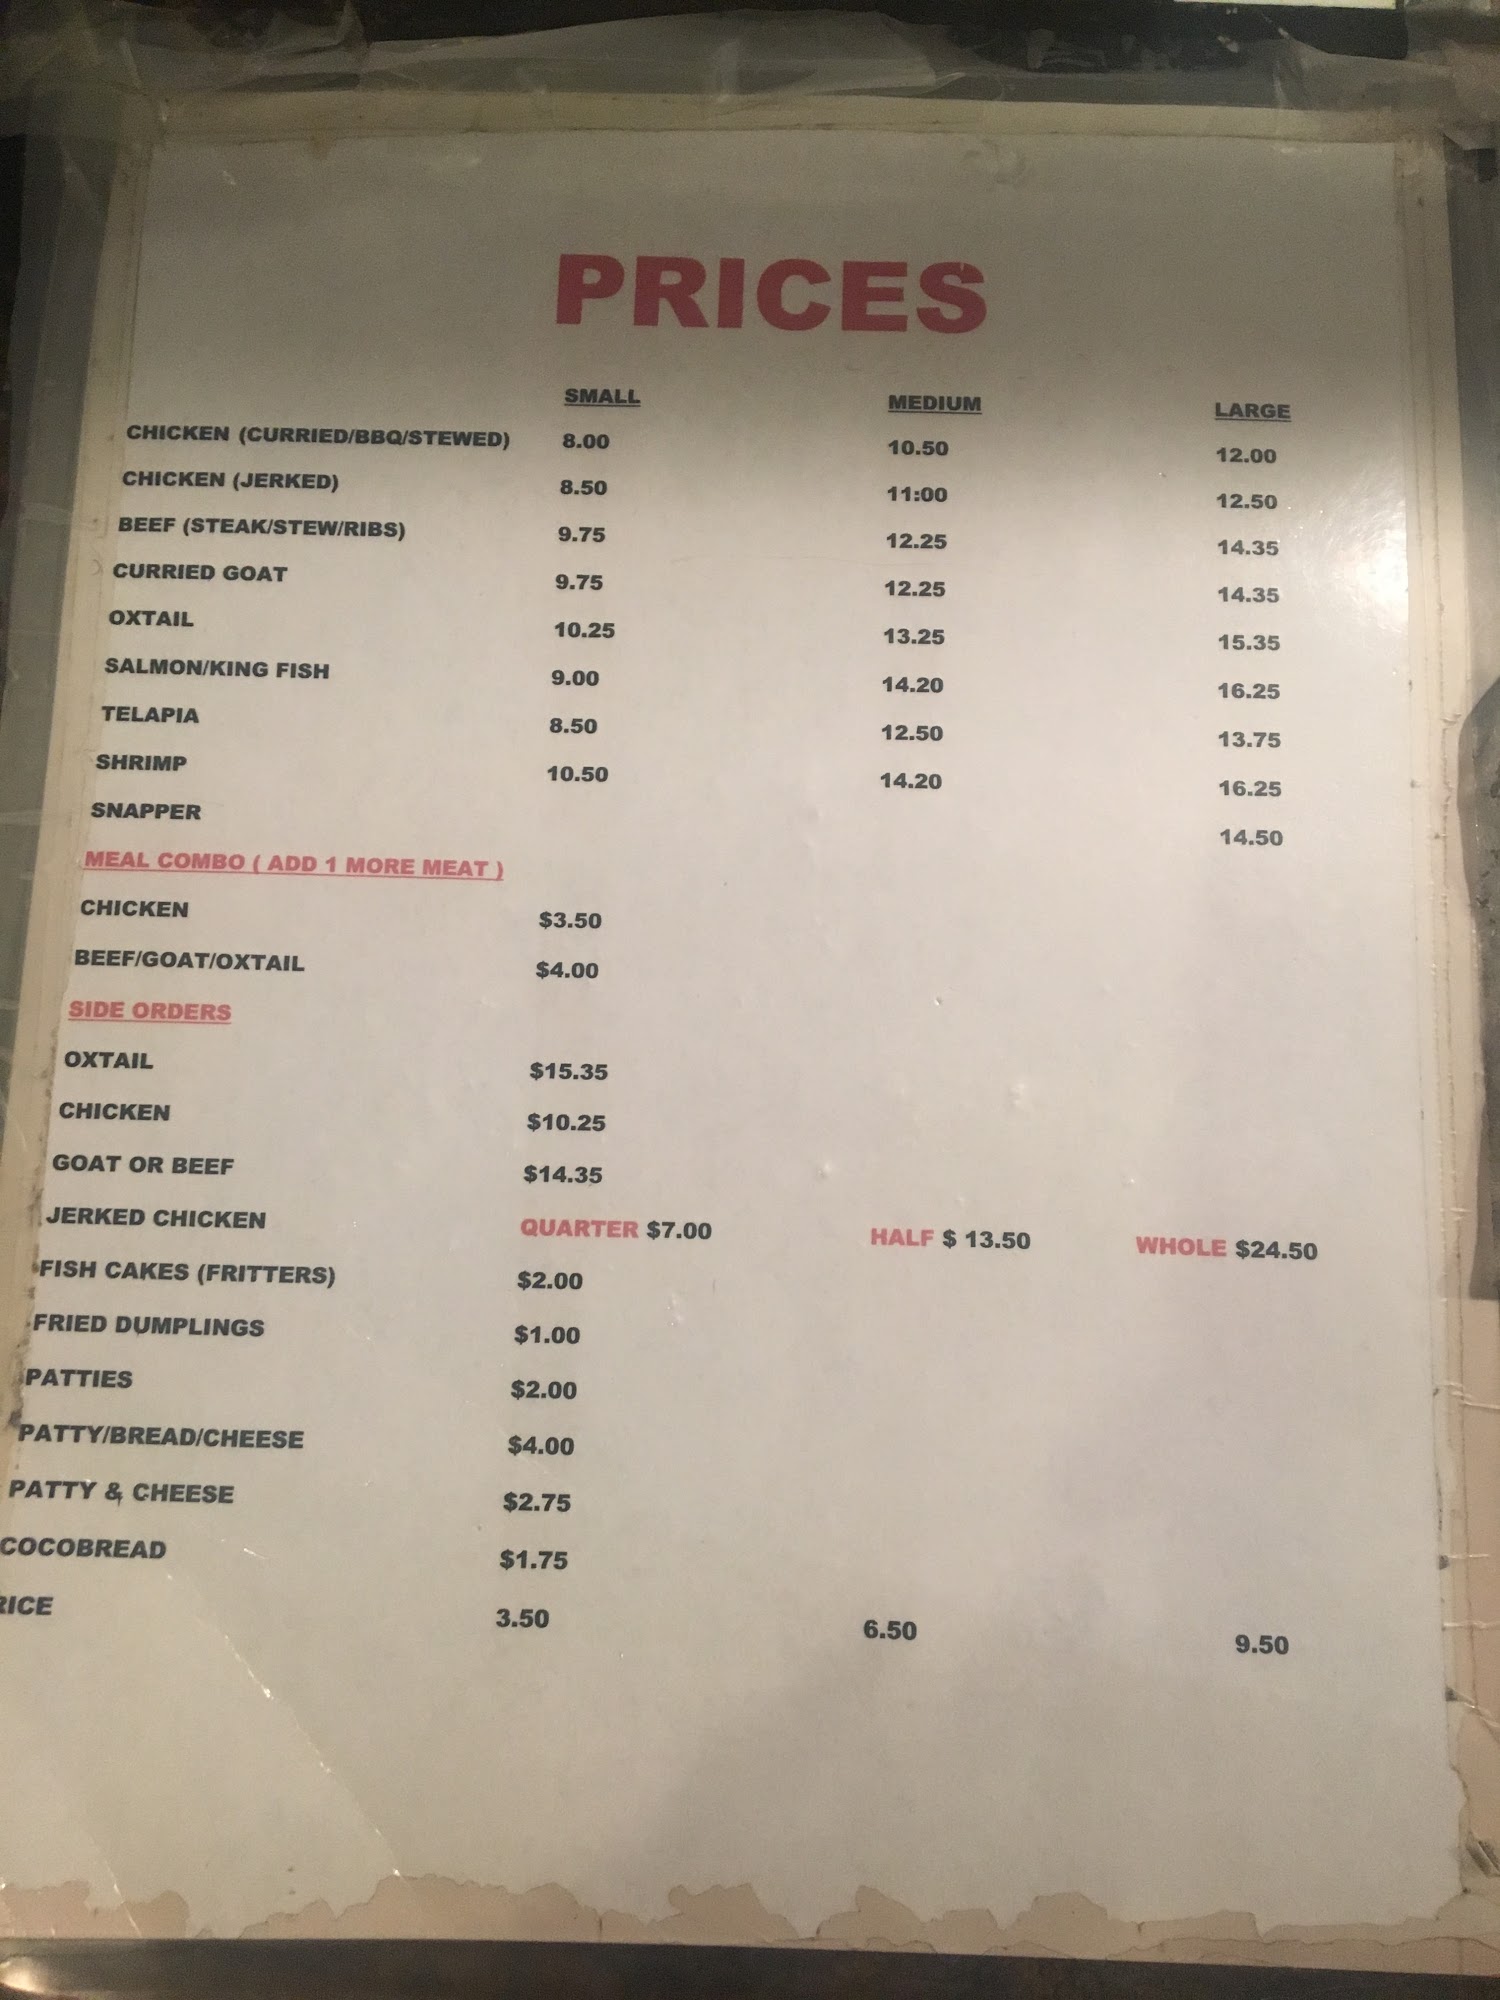 PRICES
SMALL MEDIUM LARGE
CHICKEN (CURRIED/BBQ/STEWED) 8.00 10.50 12.00
CHICKEN (JERKED) 8.50 11:00 12.50
BEEF (STEAK/STEW/RIBS) 9.75 12.25 14.35
CURRIED GOAT 9.75 12.25 14.35
OXTAIL 10.25 13.25 15.35
SALMON/KING FISH 9.00 14.20 16.25
TELAPIA 8.50 12.50 13.75
SHRIMP 10.50 14.20 16.25
SNAPPER 14.50
MEAL COMBO ( ADD 1 MORE MEAT )
CHICKEN $3.50
BEEF/GOAT/OXTAIL $4.00
SIDE ORDERS
OXTAIL $15.35
CHICKEN $10.25
GOAT OR BEEF $14.35
JERKED CHICKEN QUARTER $7.00 HALF $ 13.50 WHOLE $24.50
FISH CAKES (FRITTERS) $2.00
FRIED DUMPLINGS $1.00
PATTIES $2.00
PATTY/BREAD/CHEESE $4.00
PATTY & CHEESE $2.75
COCOBREAD $1.75
RICE 3.50 6.50 9.50